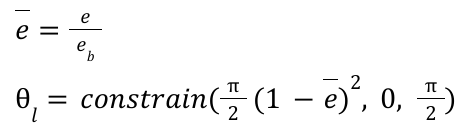 e̅ = e / e_b
θ_l = constrain(π/2 (1 − e̅)², 0, π/2)